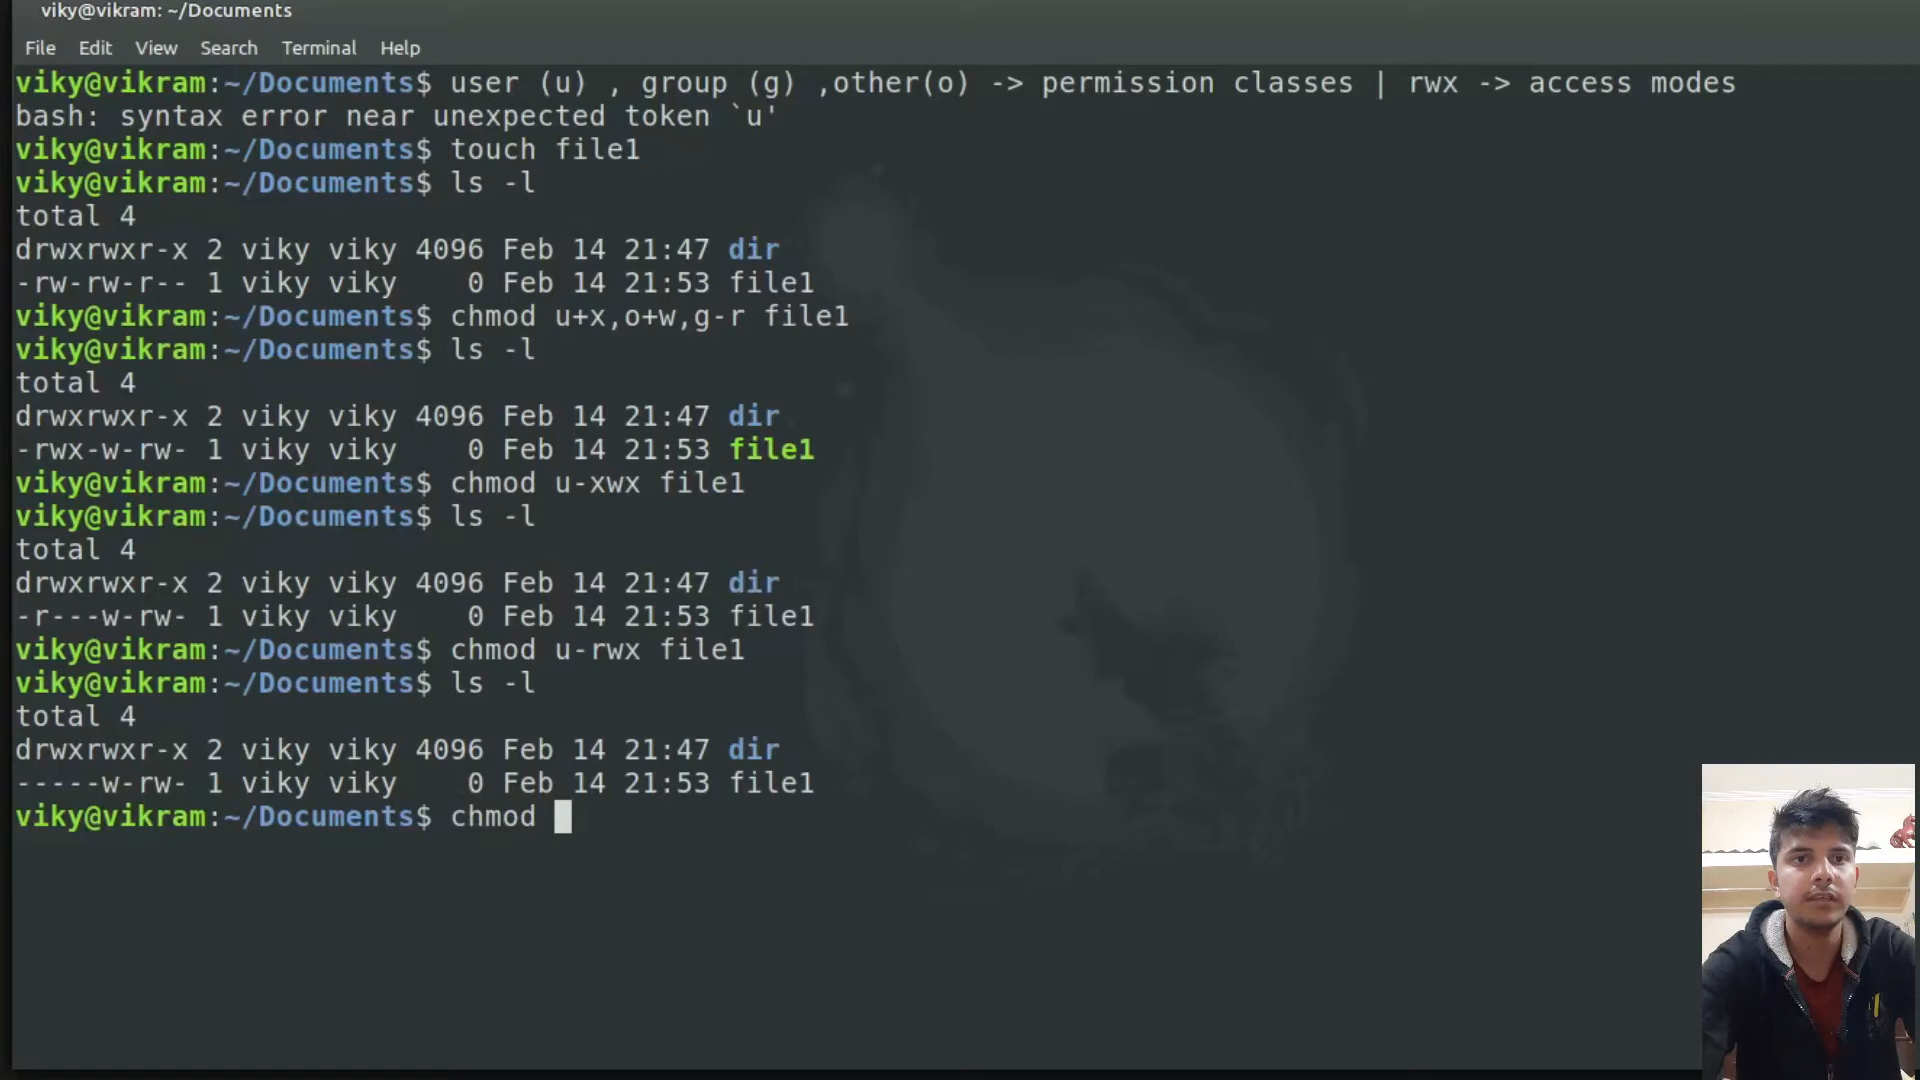 viky@vikram: ~/Documents
File Edit View Search Terminal Help
viky@vikram:~/Documents$ user (u) , group (g) ,other(o) -> permission classes | rwx -> access modes
bash: syntax error near unexpected token `u'
viky@vikram:~/Documents$ touch file1
viky@vikram:~/Documents$ ls -l
total 4
drwxrwxr-x 2 viky viky 4096 Feb 14 21:47 dir
-rw-rw-r-- 1 viky viky    0 Feb 14 21:53 file1
viky@vikram:~/Documents$ chmod u+x,o+w,g-r file1
viky@vikram:~/Documents$ ls -l
total 4
drwxrwxr-x 2 viky viky 4096 Feb 14 21:47 dir
-rwx-w-rw- 1 viky viky    0 Feb 14 21:53 file1
viky@vikram:~/Documents$ chmod u-xwx file1
viky@vikram:~/Documents$ ls -l
total 4
drwxrwxr-x 2 viky viky 4096 Feb 14 21:47 dir
-r---w-rw- 1 viky viky    0 Feb 14 21:53 file1
viky@vikram:~/Documents$ chmod u-rwx file1
viky@vikram:~/Documents$ ls -l
total 4
drwxrwxr-x 2 viky viky 4096 Feb 14 21:47 dir
-----w-rw- 1 viky viky    0 Feb 14 21:53 file1
viky@vikram:~/Documents$ chmod